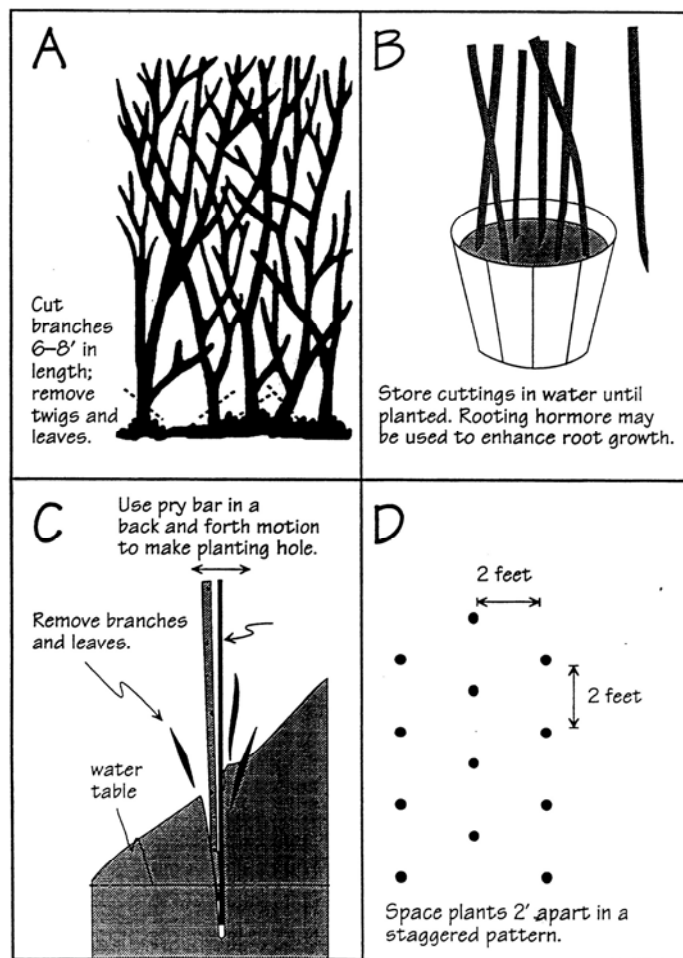 A
Cut
branches
6–8' in
length;
remove
twigs and
leaves.
B
Store cuttings in water until
planted. Rooting hormore may
be used to enhance root growth.
C
Use pry bar in a
back and forth motion
to make planting hole.
Remove branches
and leaves.
water
table
D
2 feet
2 feet
Space plants 2' apart in a
staggered pattern.